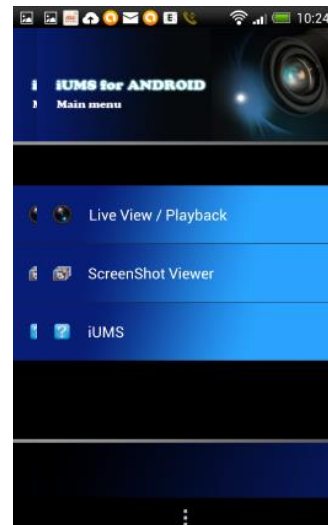 10:24
iUMS for ANDROID
Main menu
Live View / Playback
ScreenShot Viewer
iUMS